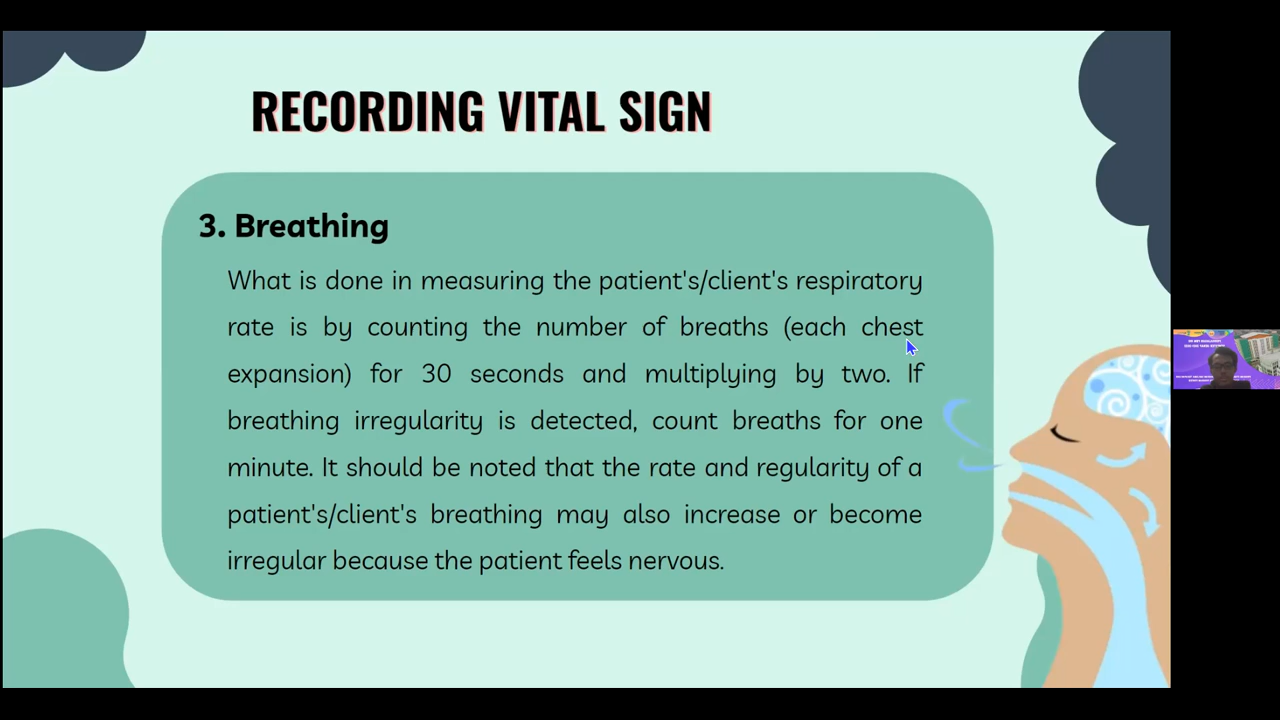 RECORDING VITAL SIGN
3. Breathing
What is done in measuring the patient's/client's respiratory
rate is by counting the number of breaths (each chest
expansion) for 30 seconds and multiplying by two. If
breathing irregularity is detected, count breaths for one
minute. It should be noted that the rate and regularity of a
patient's/client's breathing may also increase or become
irregular because the patient feels nervous.